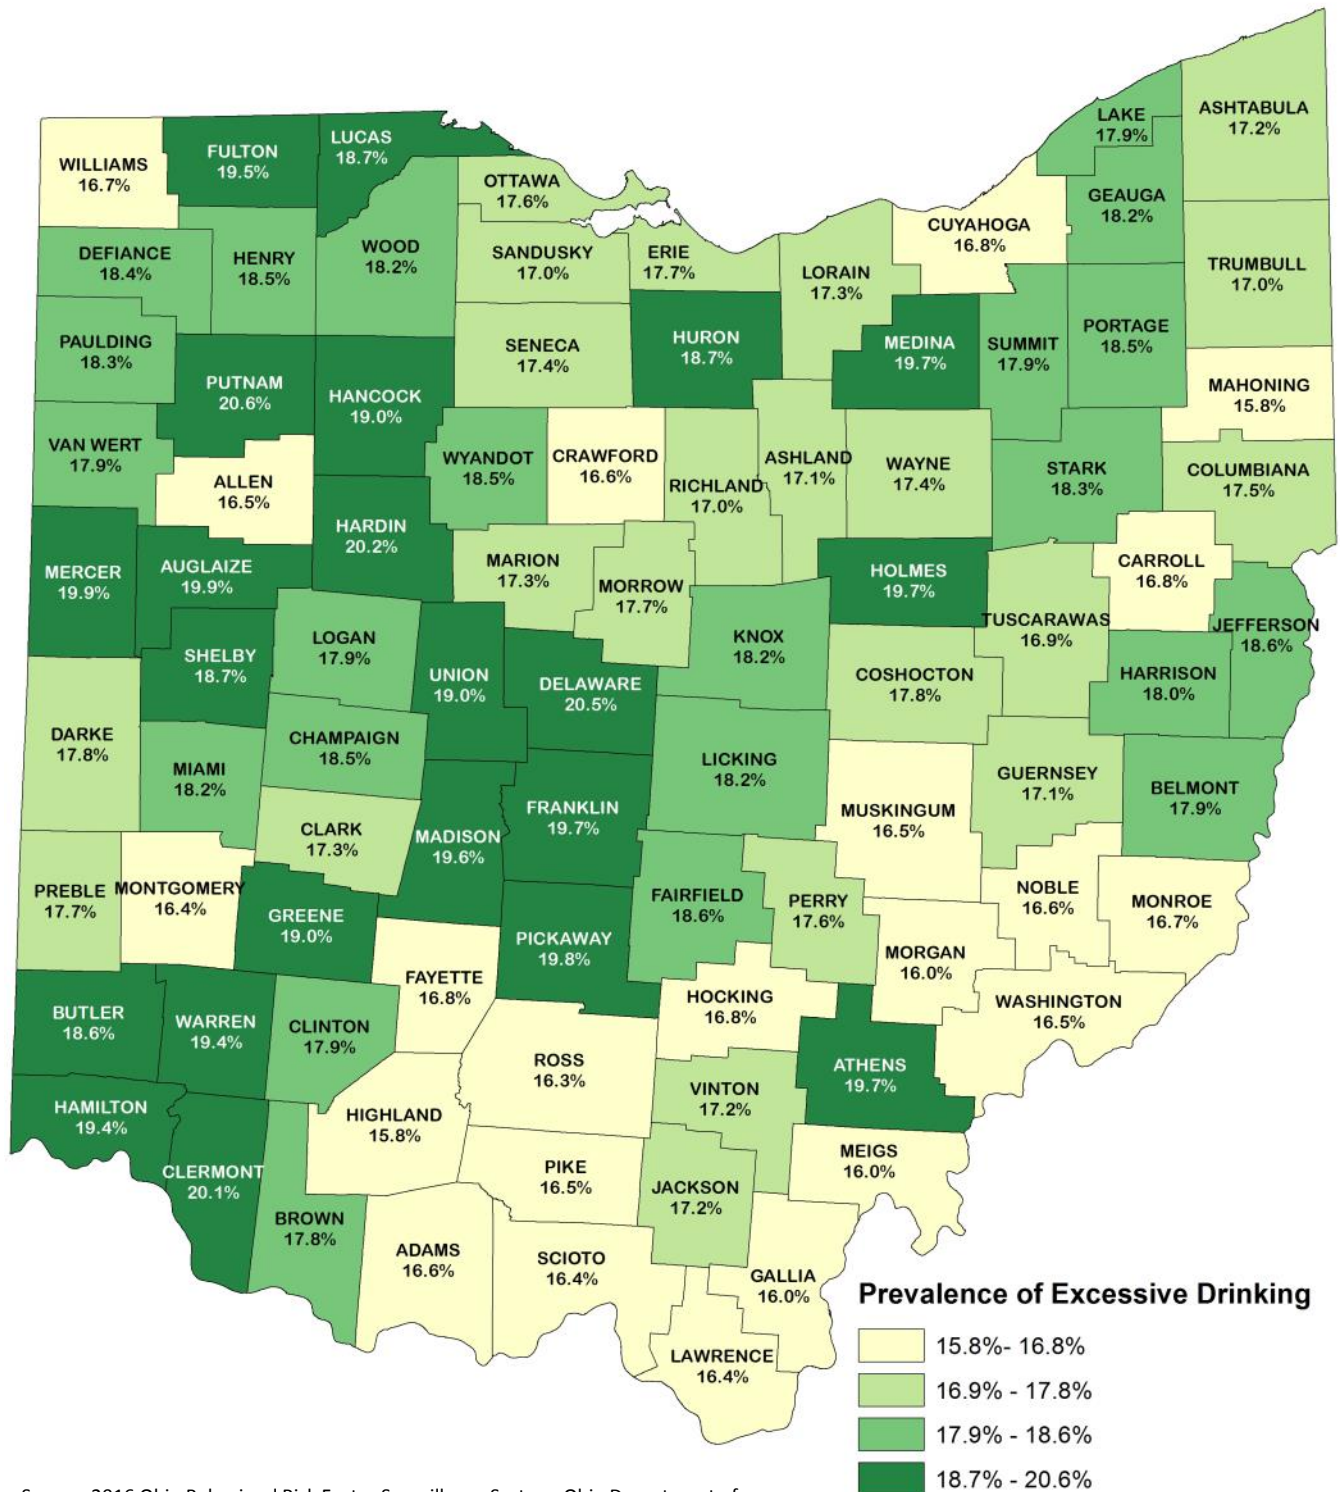 ASHTABULA
17.2%
LAKE
17.9%
LUCAS
18.7%
FULTON
19.5%
WILLIAMS
16.7%
OTTAWA
17.6%
GEAUGA
18.2%
CUYAHOGA
16.8%
DEFIANCE
18.4%
HENRY
18.5%
WOOD
18.2%
SANDUSKY
17.0%
ERIE
17.7%
LORAIN
17.3%
TRUMBULL
17.0%
PAULDING
18.3%
SENECA
17.4%
HURON
18.7%
MEDINA
19.7%
SUMMIT
17.9%
PORTAGE
18.5%
PUTNAM
20.6%
HANCOCK
19.0%
MAHONING
15.8%
VAN WERT
17.9%
ALLEN
16.5%
WYANDOT
18.5%
CRAWFORD
16.6%
RICHLAND
17.0%
ASHLAND
17.1%
WAYNE
17.4%
STARK
18.3%
COLUMBIANA
17.5%
HARDIN
20.2%
MERCER
19.9%
AUGLAIZE
19.9%
MARION
17.3%
MORROW
17.7%
HOLMES
19.7%
CARROLL
16.8%
TUSCARAWAS
16.9%
JEFFERSON
18.6%
SHELBY
18.7%
LOGAN
17.9%
UNION
19.0%
DELAWARE
20.5%
KNOX
18.2%
COSHOCTON
17.8%
HARRISON
18.0%
DARKE
17.8%
MIAMI
18.2%
CHAMPAIGN
18.5%
LICKING
18.2%
GUERNSEY
17.1%
BELMONT
17.9%
CLARK
17.3%
MADISON
19.6%
FRANKLIN
19.7%
MUSKINGUM
16.5%
PREBLE
17.7%
MONTGOMERY
16.4%
GREENE
19.0%
FAIRFIELD
18.6%
PERRY
17.6%
NOBLE
16.6%
MONROE
16.7%
PICKAWAY
19.8%
MORGAN
16.0%
FAYETTE
16.8%
HOCKING
16.8%
WASHINGTON
16.5%
BUTLER
18.6%
WARREN
19.4%
CLINTON
17.9%
ROSS
16.3%
ATHENS
19.7%
VINTON
17.2%
HAMILTON
19.4%
HIGHLAND
15.8%
MEIGS
16.0%
CLERMONT
20.1%
PIKE
16.5%
JACKSON
17.2%
BROWN
17.8%
ADAMS
16.6%
SCIOTO
16.4%
GALLIA
16.0%
LAWRENCE
16.4%
Prevalence of Excessive Drinking
15.8%- 16.8%
16.9% - 17.8%
17.9% - 18.6%
18.7% - 20.6%